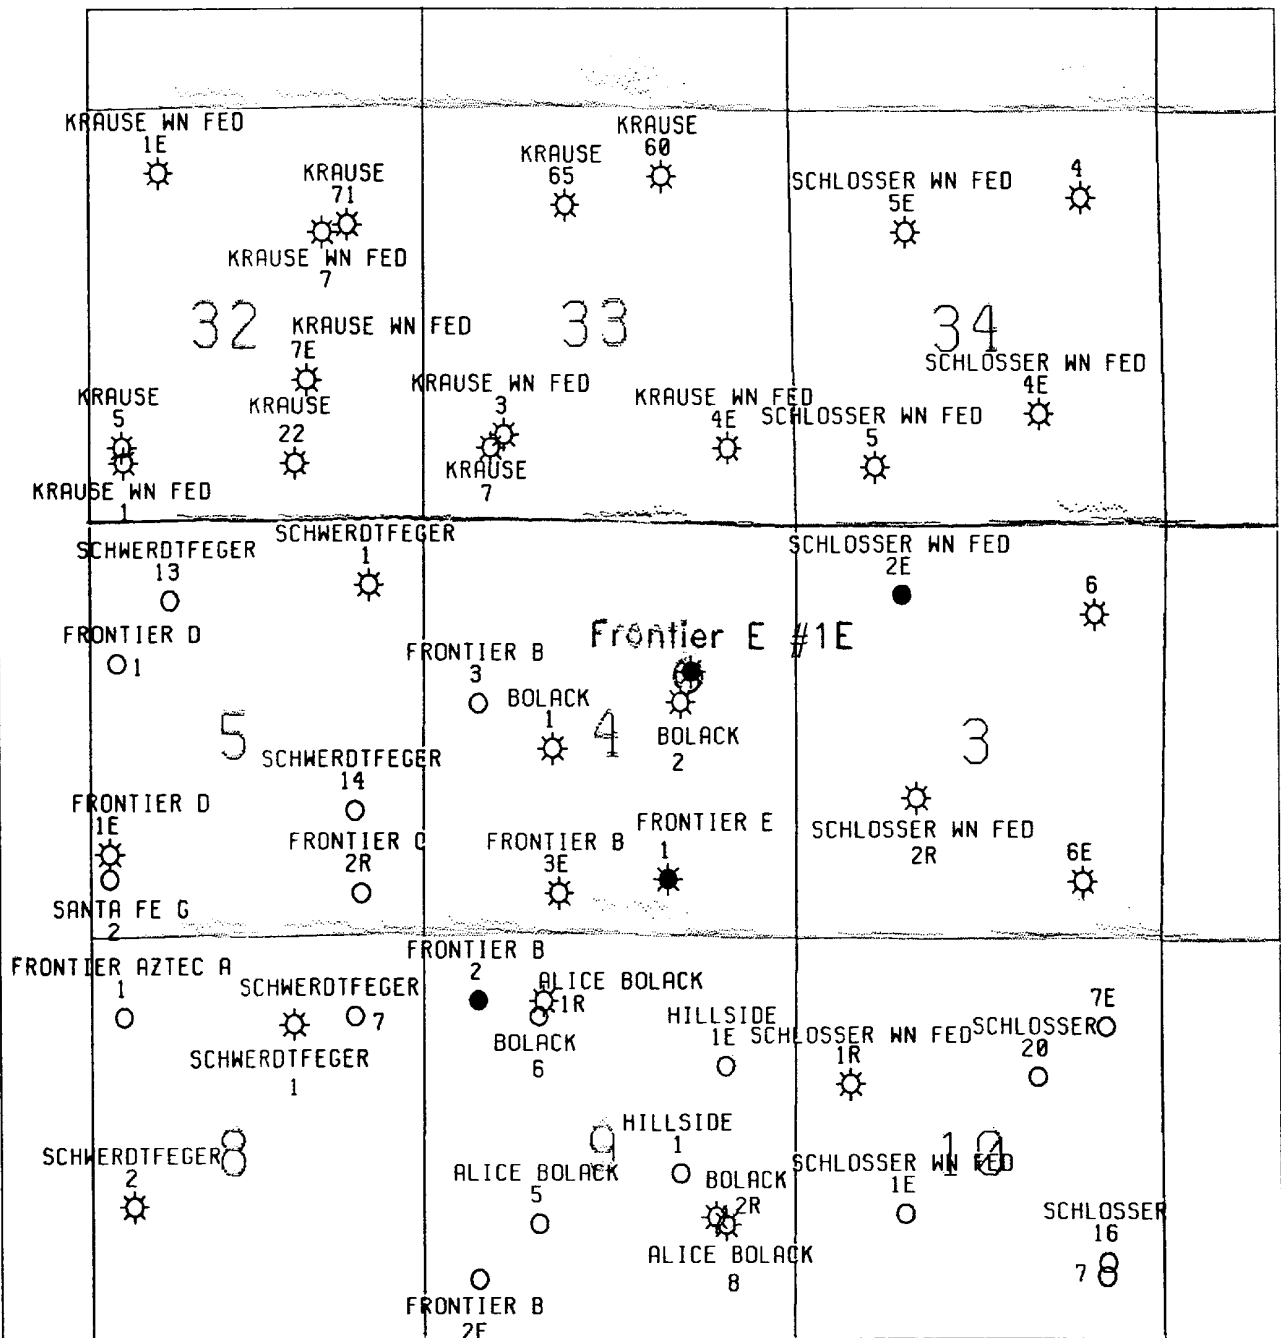 KRAUSE WN FED
1E
KRAUSE
71
KRAUSE WN FED
7
KRAUSE
65
KRAUSE
60
SCHLOSSER WN FED
5E
4
32
33
34
KRAUSE WN FED
7E
KRAUSE
5
KRAUSE
22
KRAUSE WN FED
1
KRAUSE WN FED
3
KRAUSE
7
KRAUSE WN FED
4E
SCHLOSSER WN FED
5
SCHLOSSER WN FED
4E
SCHWERDTFEGER
13
SCHWERDTFEGER
1
SCHLOSSER WN FED
2E
6
FRONTIER D
1
FRONTIER B
3
Frontier E #1E
BOLACK
1
BOLACK
2
5
4
3
SCHWERDTFEGER
14
FRONTIER D
1E
FRONTIER C
2R
SANTA FE G
2
FRONTIER B
3E
FRONTIER E
1
SCHLOSSER WN FED
2R
6E
FRONTIER AZTEC A
1
SCHWERDTFEGER
7
SCHWERDTFEGER
1
FRONTIER B
2
ALICE BOLACK
1R
BOLACK
6
HILLSIDE
1E
SCHLOSSER WN FED
1R
SCHLOSSER
20
7E
8
9
10
SCHWERDTFEGER
2
ALICE BOLACK
5
HILLSIDE
1
BOLACK
2R
ALICE BOLACK
8
SCHLOSSER WN FED
1E
SCHLOSSER
16
7
FRONTIER B
2E